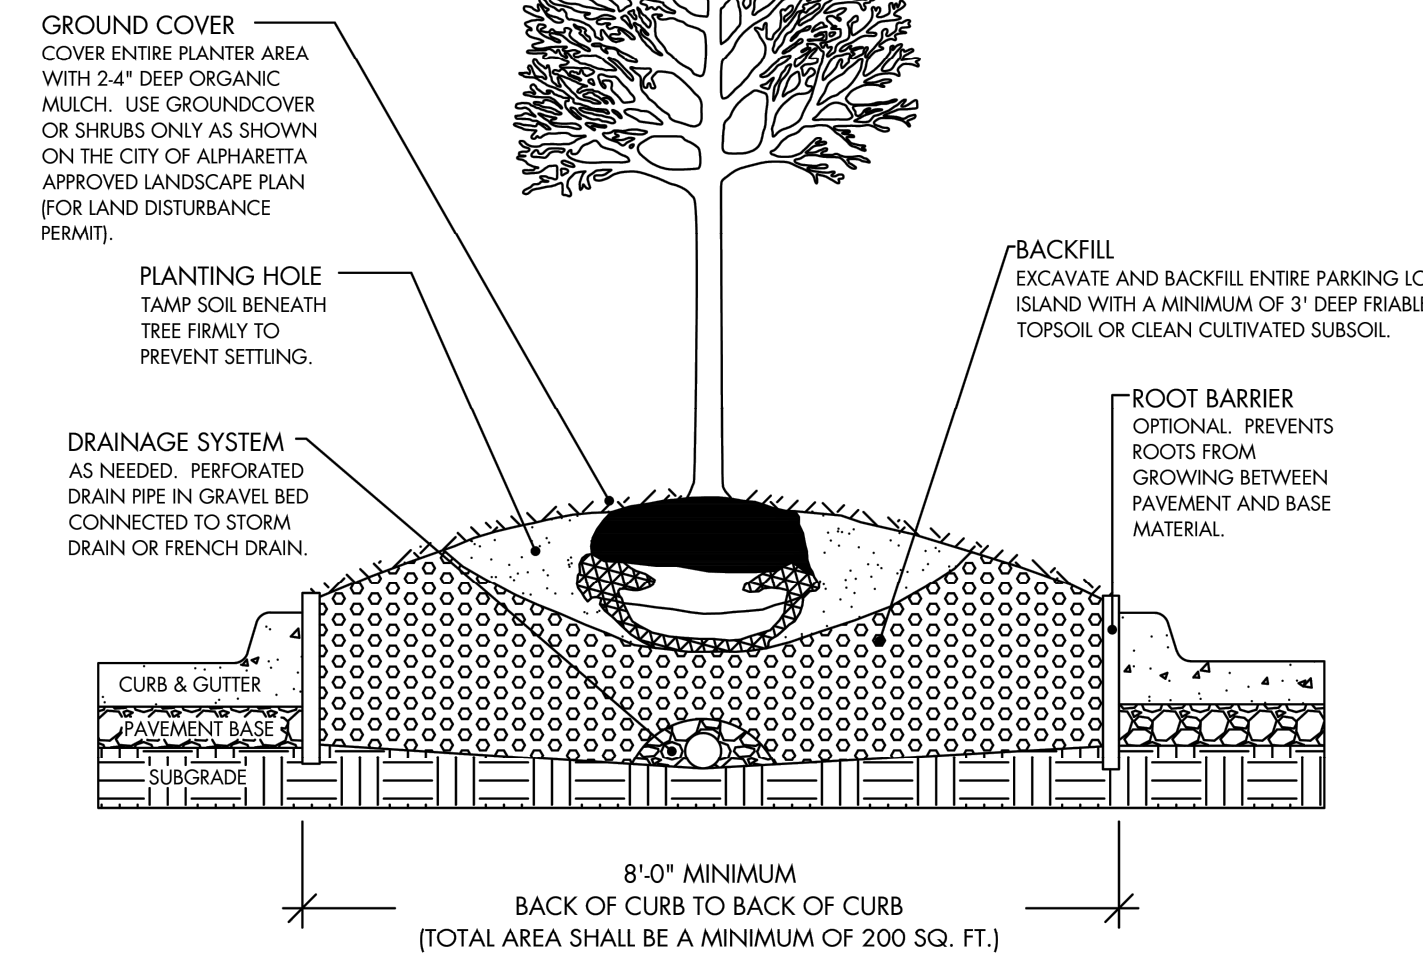 GROUND COVER
COVER ENTIRE PLANTER AREA
WITH 2-4" DEEP ORGANIC
MULCH. USE GROUNDCOVER
OR SHRUBS ONLY AS SHOWN
ON THE CITY OF ALPHARETTA
APPROVED LANDSCAPE PLAN
(FOR LAND DISTURBANCE
PERMIT).
PLANTING HOLE
TAMP SOIL BENEATH
TREE FIRMLY TO
PREVENT SETTLING.
DRAINAGE SYSTEM
AS NEEDED. PERFORATED
DRAIN PIPE IN GRAVEL BED
CONNECTED TO STORM
DRAIN OR FRENCH DRAIN.
BACKFILL
EXCAVATE AND BACKFILL ENTIRE PARKING
ISLAND WITH A MINIMUM OF 3' DEEP FRIABLE
TOPSOIL OR CLEAN CULTIVATED SUBSOIL.
ROOT BARRIER
OPTIONAL. PREVENTS
ROOTS FROM
GROWING BETWEEN
PAVEMENT AND BASE
MATERIAL.
CURB & GUTTER
PAVEMENT BASE
SUBGRADE
8'-0" MINIMUM
BACK OF CURB TO BACK OF CURB
(TOTAL AREA SHALL BE A MINIMUM OF 200 SQ. FT.)